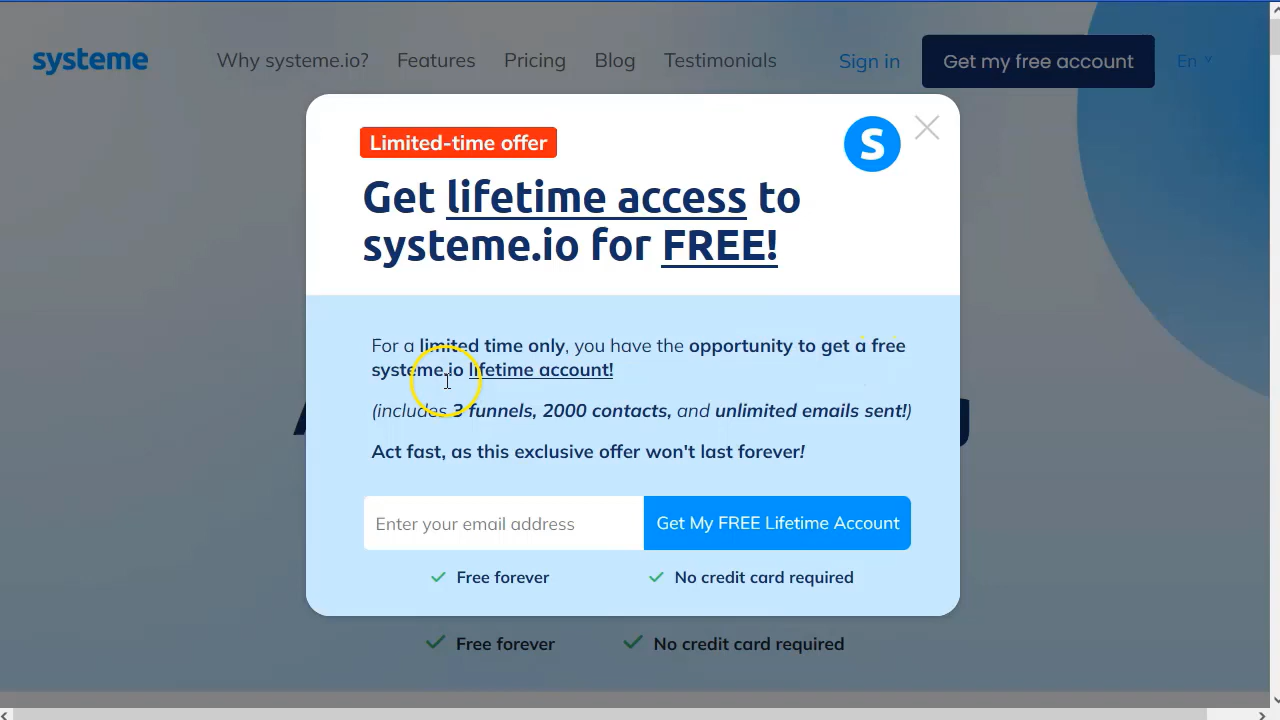 systeme Why systeme.io? Features Pricing Blog Testimonials Sign in Get my free account En
Limited-time offer
S
Get lifetime access to
systeme.io for FREE!
For a limited time only, you have the opportunity to get a free
systeme.io lifetime account!
(includes 3 funnels, 2000 contacts, and unlimited emails sent!)
Act fast, as this exclusive offer won't last forever!
Enter your email address Get My FREE Lifetime Account
Free forever No credit card required
Free forever No credit card required